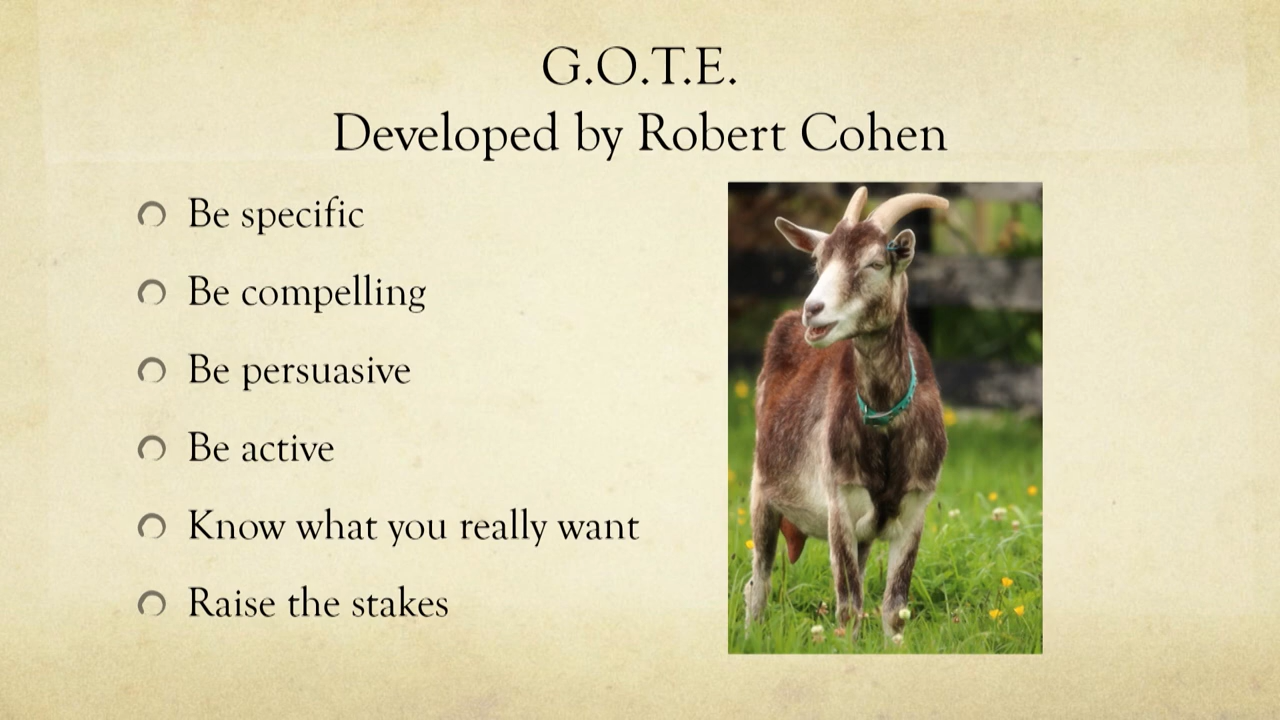 G.O.T.E.
Developed by Robert Cohen
Be specific
Be compelling
Be persuasive
Be active
Know what you really want
Raise the stakes